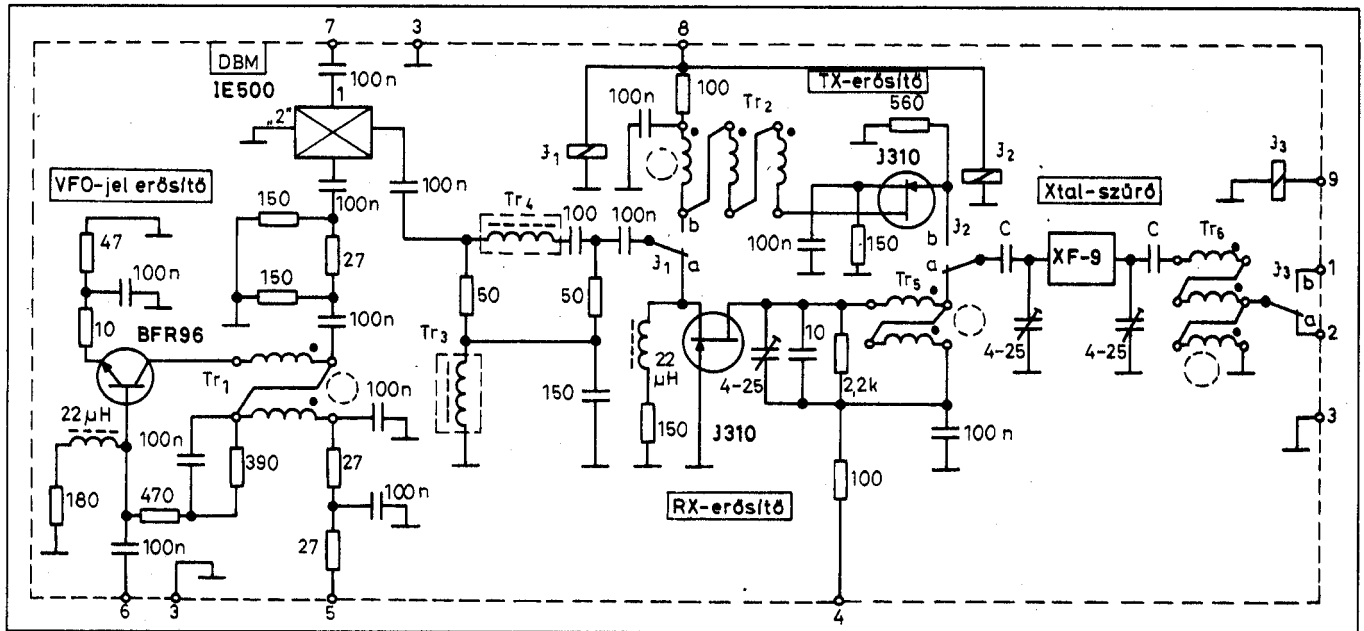 7
3
8
DBM
IE500
100n
1
„2"
100n
100
Tr2
TX-erősítő
560
J1
J310
J2
J3
9
VFO-jel erősítő
150
100n
100n
Tr4
100
100n
b
J1
a
100n
150
b
J2
a
Xtal-szűrő
C
XF-9
C
Tr6
J3
b
1
a
2
47
100n
27
150
10
BFR96
100n
50
50
Tr3
Tr5
4-25
4-25
22
µH
4-25
10
2,2k
Tr1
22µH
100n
100n
150
150
J310
100n
3
180
470
390
27
100n
100
RX-erősítő
100n
27
6
3
5
4